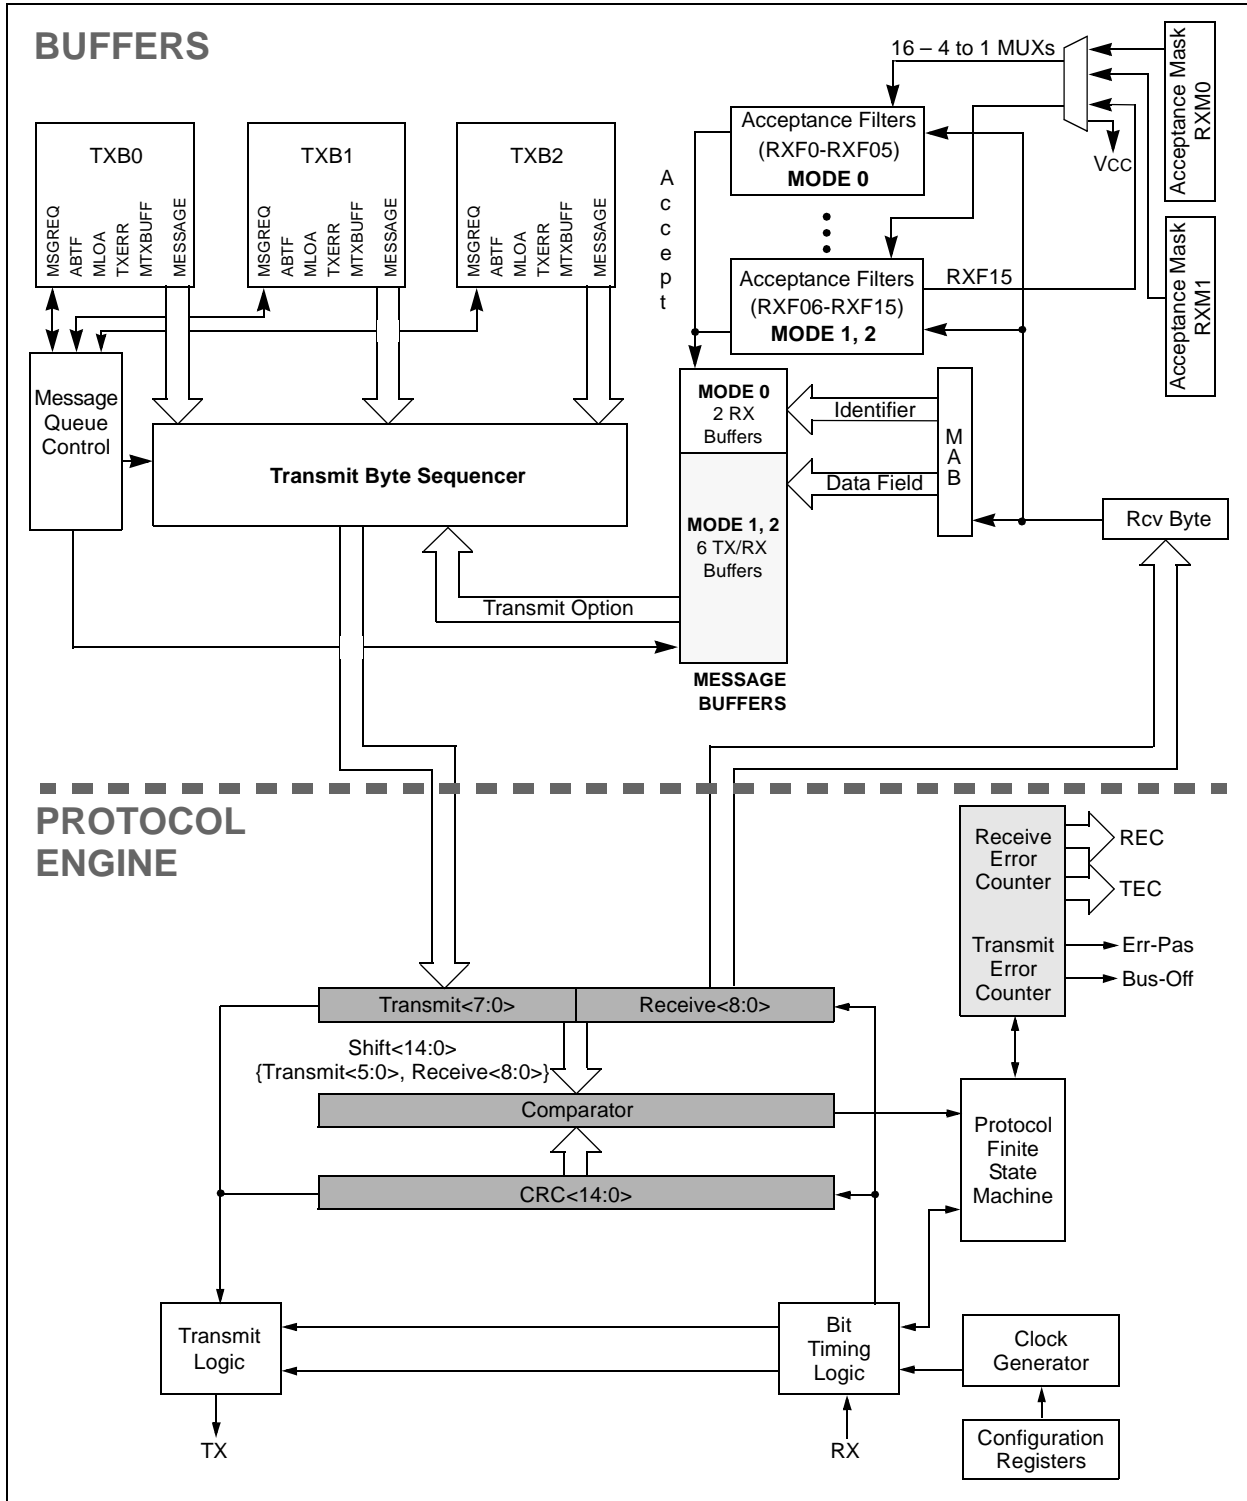 BUFFERS
16 – 4 to 1 MUXs
Acceptance Mask
RXM0
VCC
Acceptance Mask
RXM1
TXB0
MSGREQ
ABTF
MLOA
TXERR
MTXBUFF
MESSAGE
TXB1
MSGREQ
ABTF
MLOA
TXERR
MTXBUFF
MESSAGE
TXB2
MSGREQ
ABTF
MLOA
TXERR
MTXBUFF
MESSAGE
Accept
Acceptance Filters
(RXF0-RXF05)
MODE 0
Acceptance Filters
(RXF06-RXF15)
MODE 1, 2
RXF15
Message
Queue
Control
Transmit Byte Sequencer
MODE 0
2 RX
Buffers
MODE 1, 2
6 TX/RX
Buffers
Identifier
Data Field
MAB
Rcv Byte
Transmit Option
MESSAGE
BUFFERS
PROTOCOL
ENGINE
Receive
Error
Counter
Transmit
Error
Counter
REC
TEC
Err-Pas
Bus-Off
Transmit<7:0>
Receive<8:0>
Shift<14:0>
{Transmit<5:0>, Receive<8:0>}
Comparator
CRC<14:0>
Protocol
Finite
State
Machine
Transmit
Logic
Bit
Timing
Logic
Clock
Generator
TX
RX
Configuration
Registers